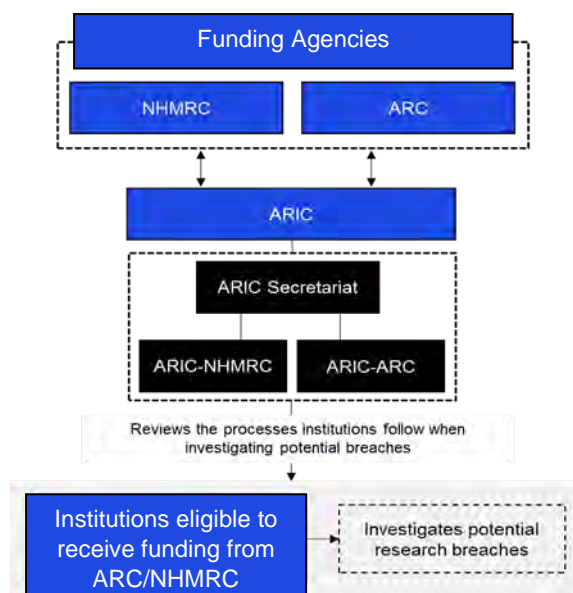 Funding Agencies
NHMRC
ARC
ARIC
ARIC Secretariat
ARIC-NHMRC
ARIC-ARC
Reviews the processes institutions follow when
investigating potential breaches
Institutions eligible to
receive funding from
ARC/NHMRC
Investigates potential
research breaches